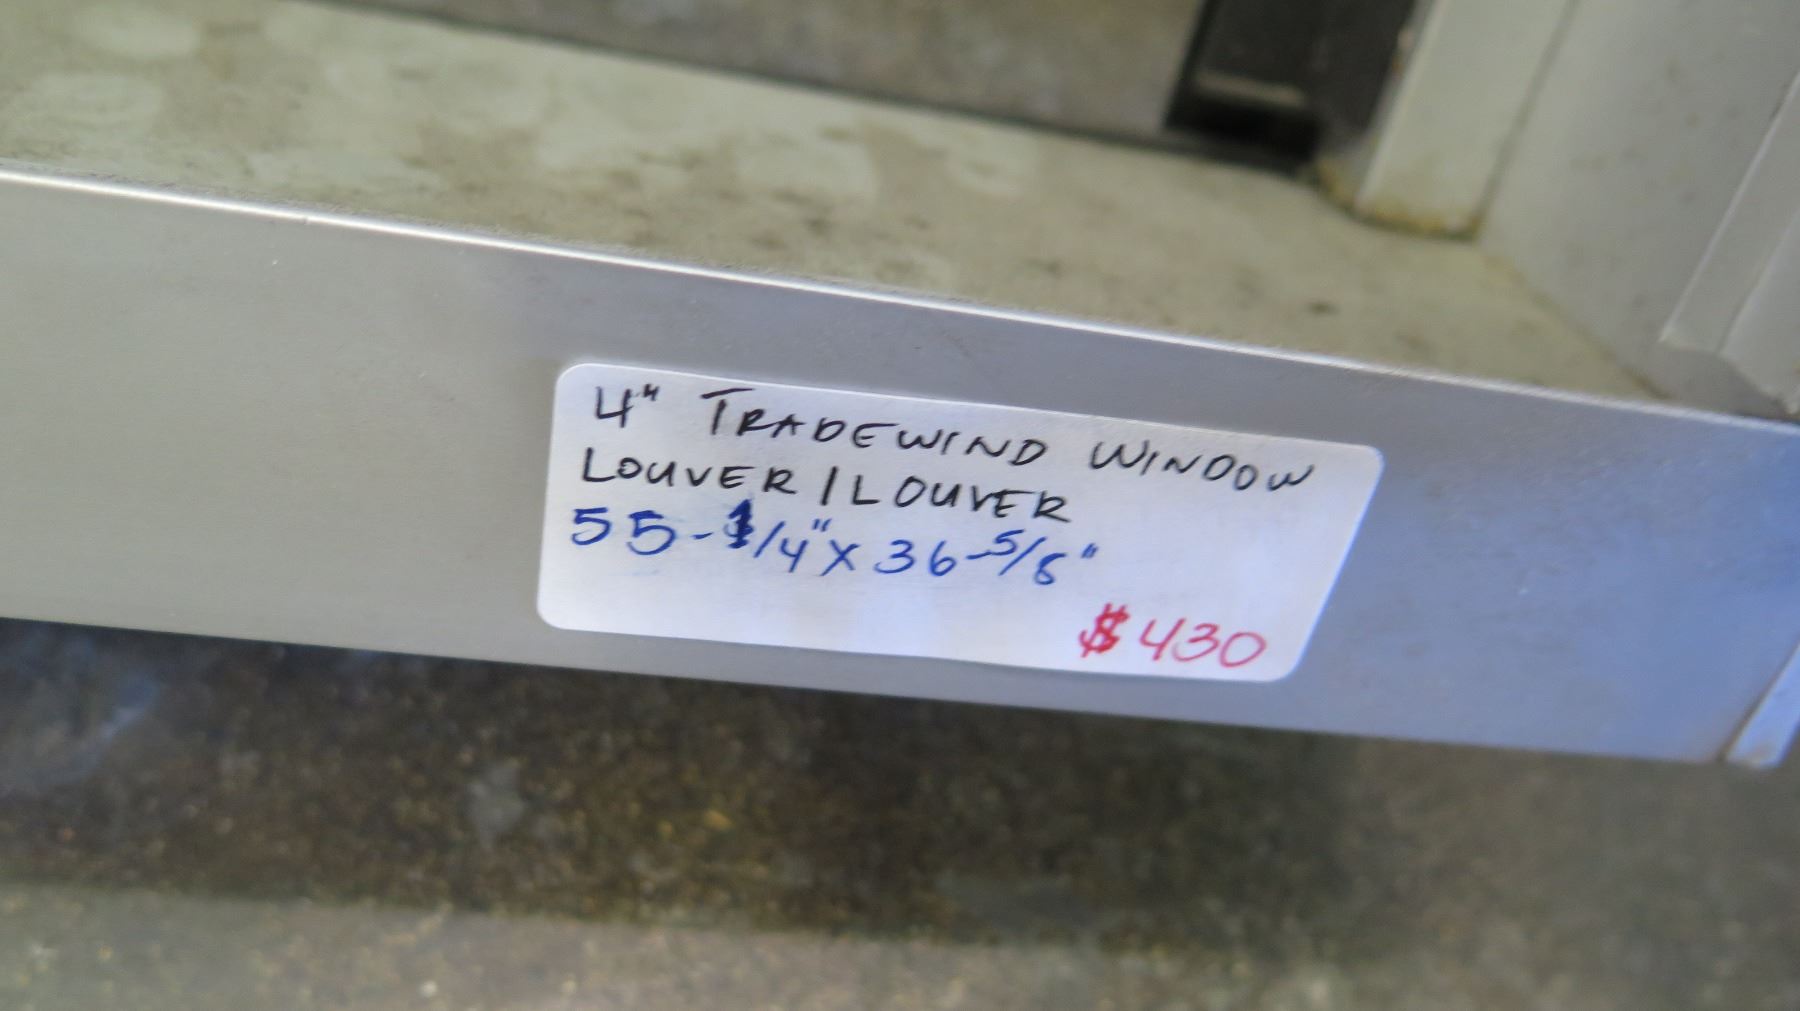 4" TRADEWIND WINDOW
LOUVER / LOUVER
55-1/4" X 36-5/8"
$430